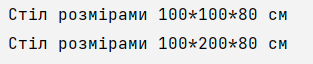 Стіл розмірами 100*100*80 см
Стіл розмірами 100*200*80 см